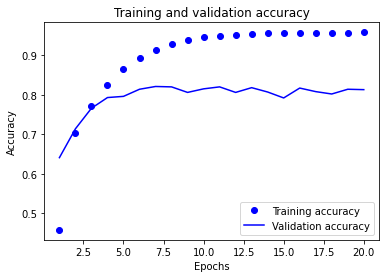 Training and validation accuracy
Accuracy
0.9
0.8
0.7
0.6
0.5
Training accuracy
Validation accuracy
2.5 5.0 7.5 10.0 12.5 15.0 17.5 20.0
Epochs